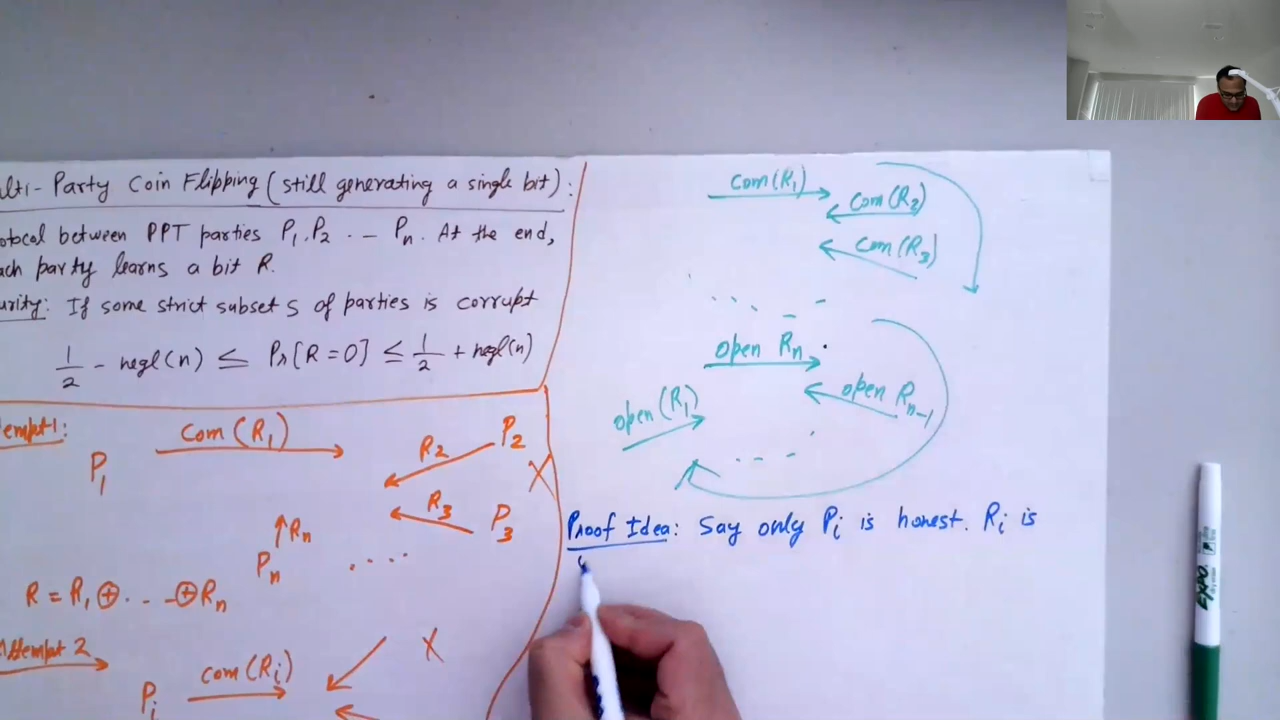 ulti-Party Coin Flipping (still generating a single bit):
otocol between PPT parties P1, P2 ... Pn. At the end,
ach party learns a bit R.
urity: If some strict subset S of parties is corrupt
1/2 - negl(n) ≤ Pr[R=0] ≤ 1/2 + negl(n)
empt 1:
P1 com(R1) R2 P2
X
R3 P3
Pn ↑Rn ....
R = R1 ⊕ ... ⊕ Rn
Attempt 2
Pi com(Ri) X
com(R1)
com(R2)
com(R3)
open Rn
open Rn-1
open(R1)
Proof Idea: Say only Pi is honest. Ri is
EXPO